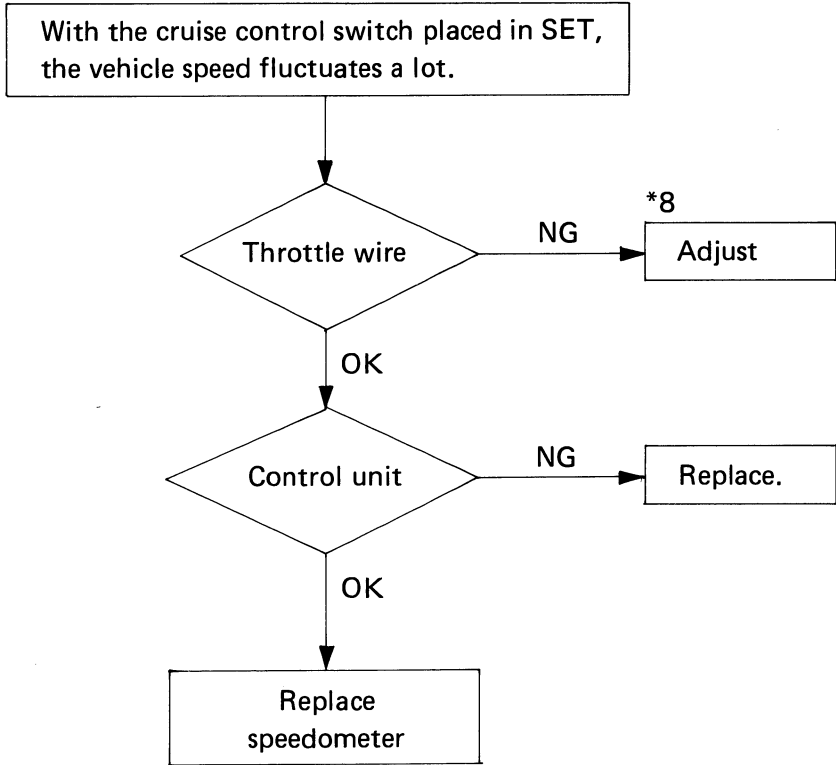 With the cruise control switch placed in SET,
the vehicle speed fluctuates a lot.
Throttle wire
NG
*8
Adjust
OK
Control unit
NG
Replace.
OK
Replace
speedometer